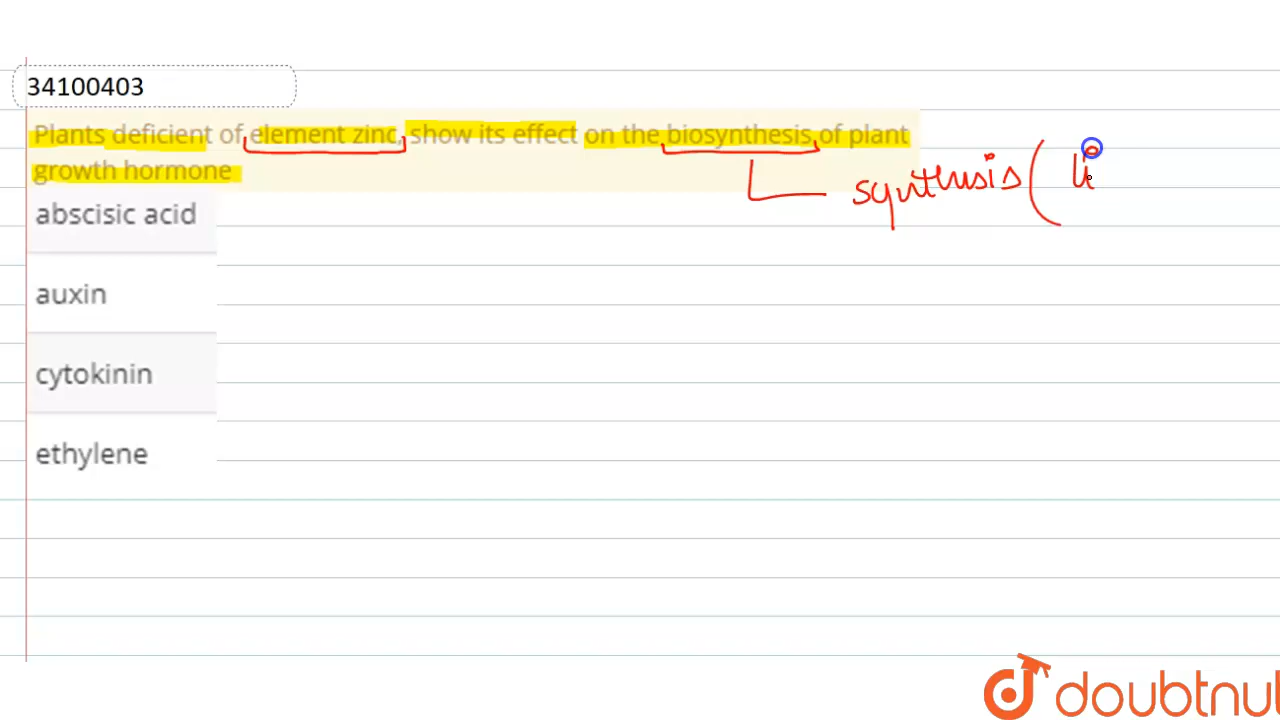 34100403
Plants deficient of element zinc, show its effect on the biosynthesis of plant
growth hormone
synthesis ( li
abscisic acid
auxin
cytokinin
ethylene
doubtnut